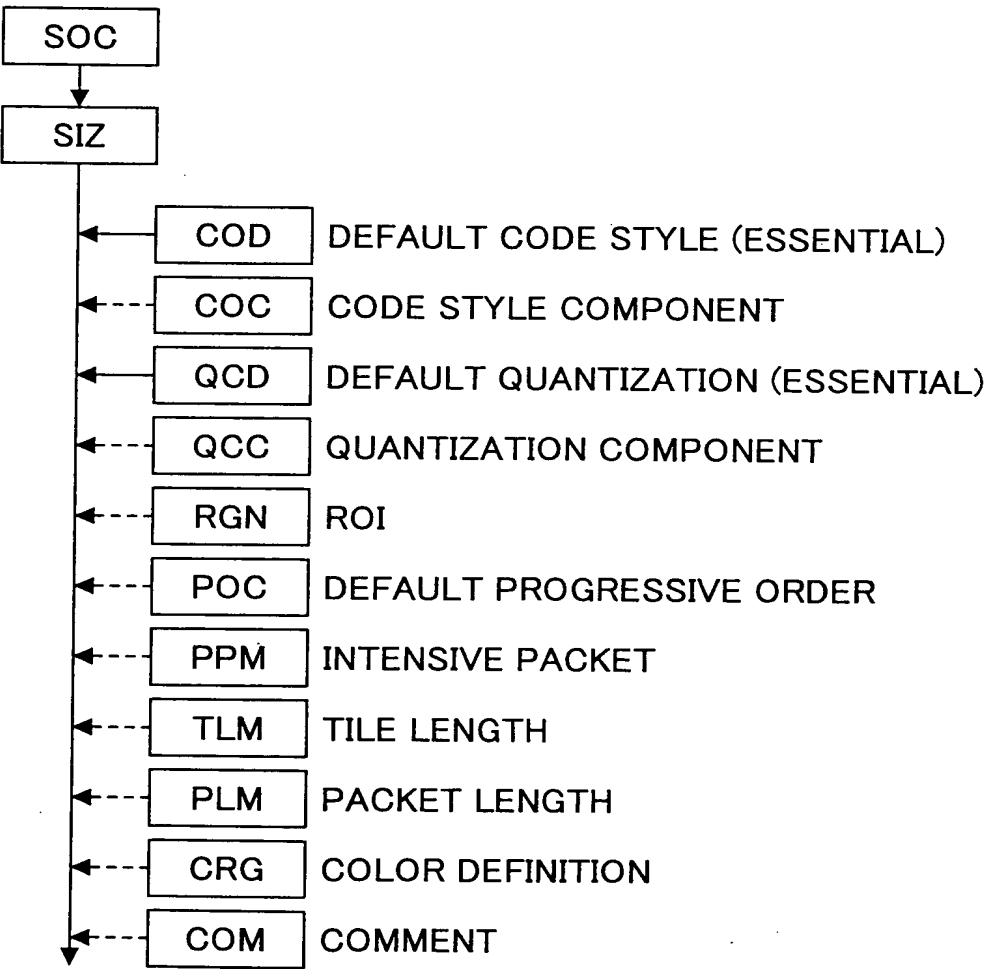 SOC
SIZ
COD DEFAULT CODE STYLE (ESSENTIAL)
COC CODE STYLE COMPONENT
QCD DEFAULT QUANTIZATION (ESSENTIAL)
QCC QUANTIZATION COMPONENT
RGN ROI
POC DEFAULT PROGRESSIVE ORDER
PPM INTENSIVE PACKET
TLM TILE LENGTH
PLM PACKET LENGTH
CRG COLOR DEFINITION
COM COMMENT